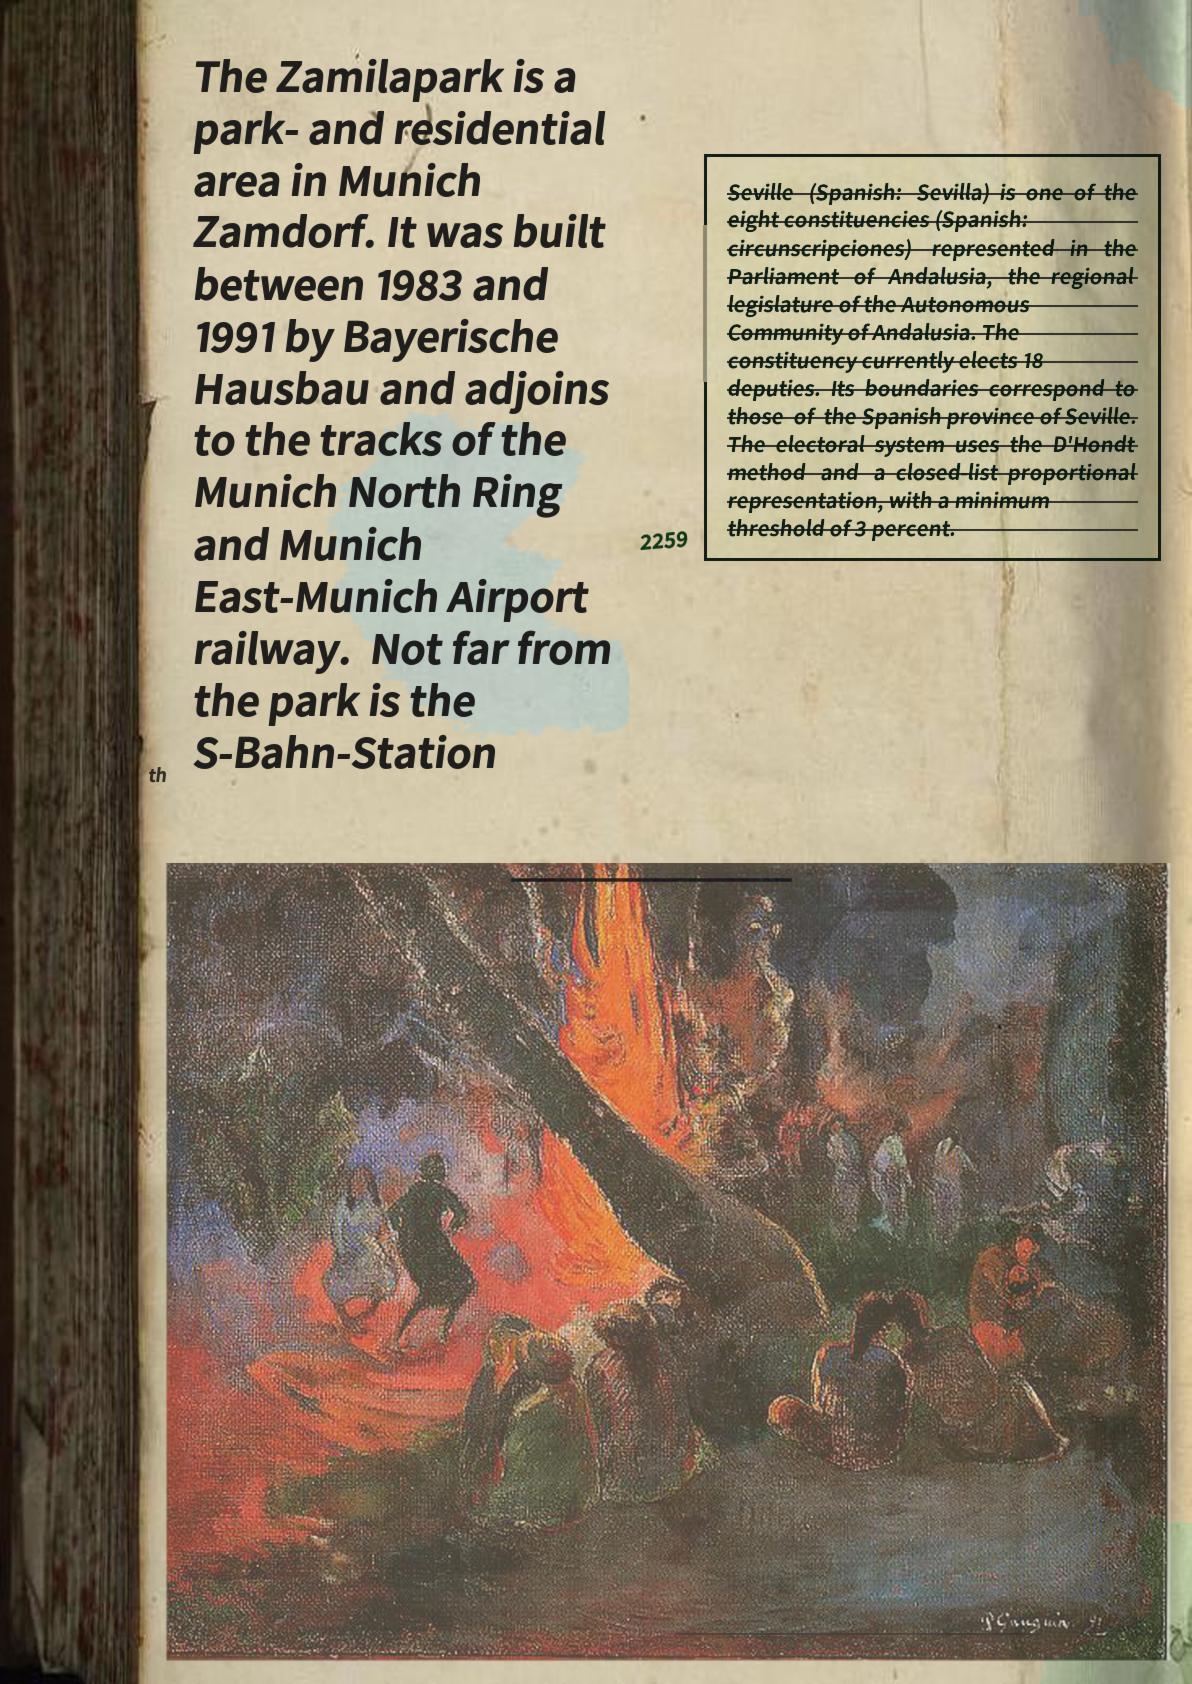 The Zamilapark is a
park- and residential
area in Munich
Zamdorf. It was built
between 1983 and
1991 by Bayerische
Hausbau and adjoins
to the tracks of the
Munich North Ring
and Munich
East-Munich Airport
railway.  Not far from
the park is the
S-Bahn-Station
th
2259
Seville (Spanish: Sevilla) is one of the
eight constituencies (Spanish:
circunscripciones) represented in the
Parliament of Andalusia, the regional
legislature of the Autonomous
Community of Andalusia. The
constituency currently elects 18
deputies. Its boundaries correspond to
those of the Spanish province of Seville.
The electoral system uses the D'Hondt
method and a closed-list proportional
representation, with a minimum
threshold of 3 percent.
P Gauguin 91